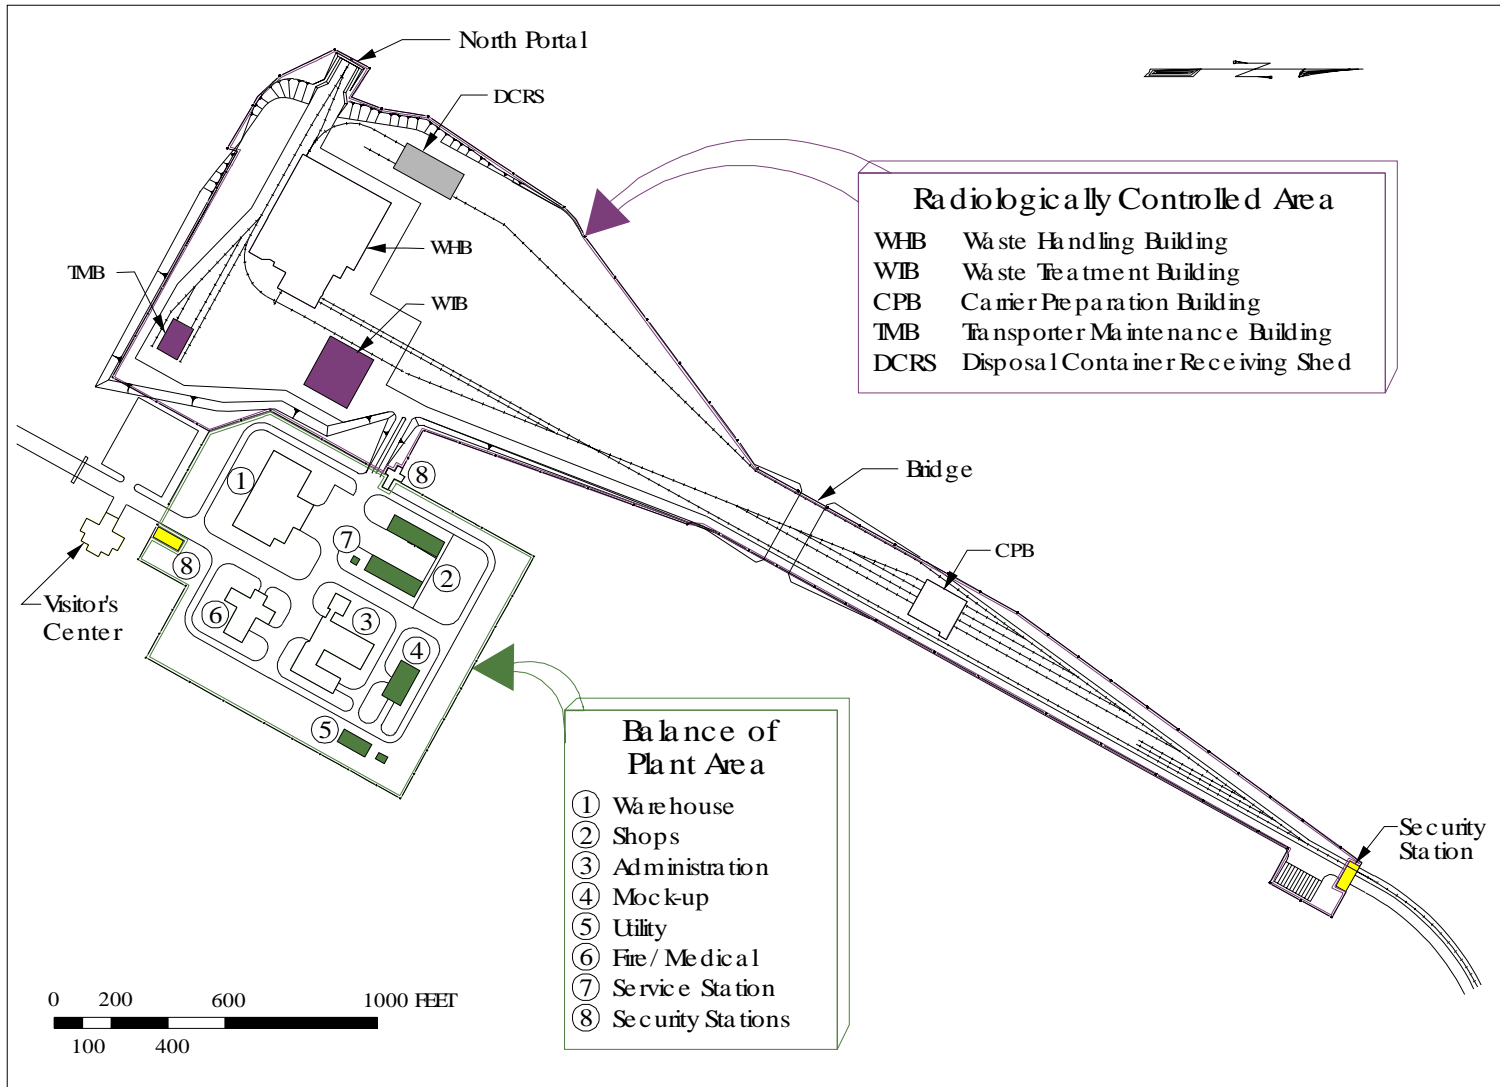 North Portal
DCRS
N
Radiologically Controlled Area
WHB Waste Handling Building
WTB Waste Treatment Building
CPB Carrier Preparation Building
TMB Transporter Maintenance Building
DCRS Disposal Container Receiving Shed
WHB
TMB
WTB
8
Bridge
1
7
CPB
8
2
Visitor's
Center
6
3
4
5
Balance of
Plant Area
1 Warehouse
2 Shops
3 Administration
4 Mock-up
5 Utility
6 Fire/Medical
7 Service Station
8 Security Stations
Security
Station
0 200 600 1000 FEET
100 400